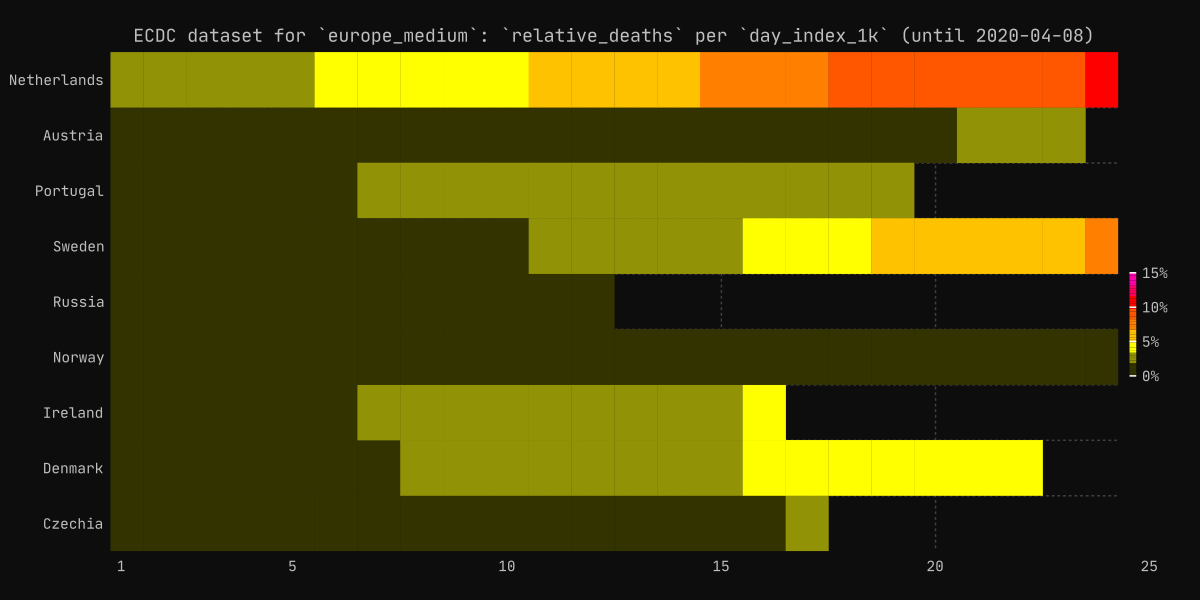 ECDC dataset for `europe_medium`: `relative_deaths` per `day_index_1k` (until 2020-04-08)
Netherlands
Austria
Portugal
Sweden
Russia
Norway
Ireland
Denmark
Czechia
15%
10%
5%
0%
1 5 10 15 20 25